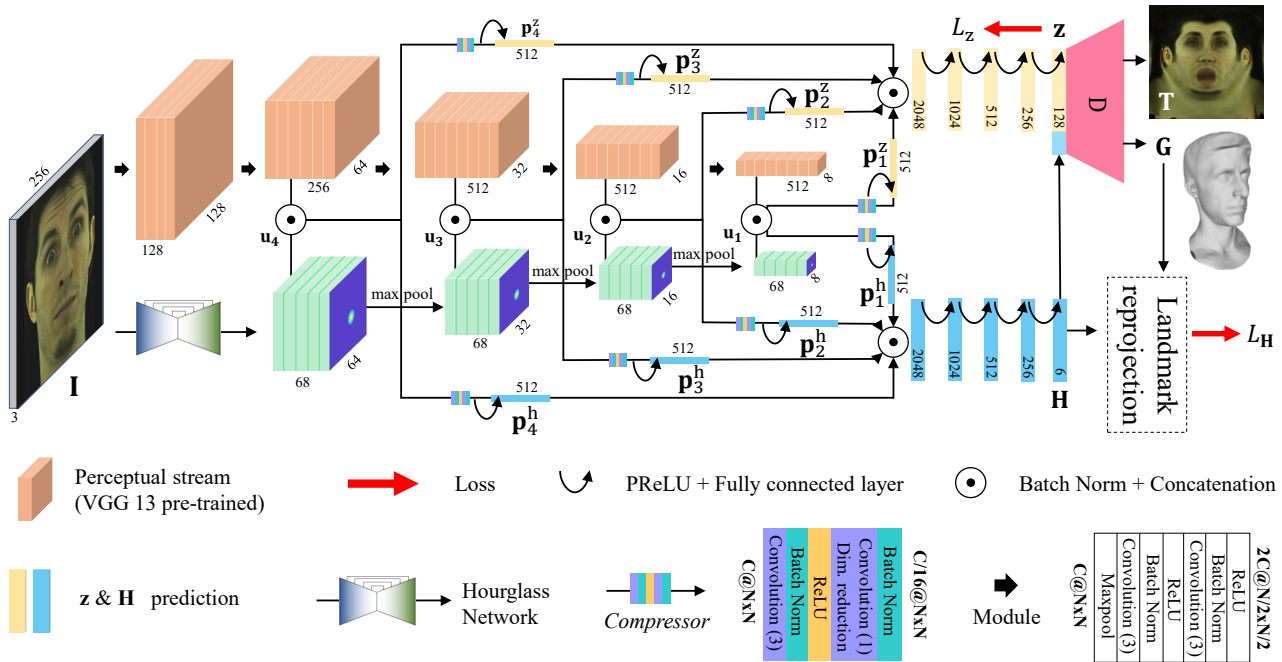 256
I
3
128
128
128
256
64
512
32
512
16
512
8
u₄
u₃
u₂
u₁
68
64
max pool
68
32
max pool
68
16
max pool
68
8
p₄ᶻ
512
p₃ᶻ
512
p₂ᶻ
512
p₁ᶻ
512
p₁ʰ
512
p₂ʰ
512
p₃ʰ
512
p₄ʰ
512
L_z
z
2048
1024
512
256
128
D
T
G
2048
1024
512
256
6
H
Landmark
reprojection
L_H
Perceptual stream
(VGG 13 pre-trained)
Loss
PReLU + Fully connected layer
Batch Norm + Concatenation
z & H prediction
Hourglass
Network
Compressor
C@NxN
Convolution (3)
Batch Norm
ReLU
Dim. reduction
Convolution (1)
Batch Norm
C/16@NxN
Module
C@NxN
Maxpool
Convolution (3)
Batch Norm
ReLU
Convolution (3)
Batch Norm
ReLU
2C@N/2xN/2